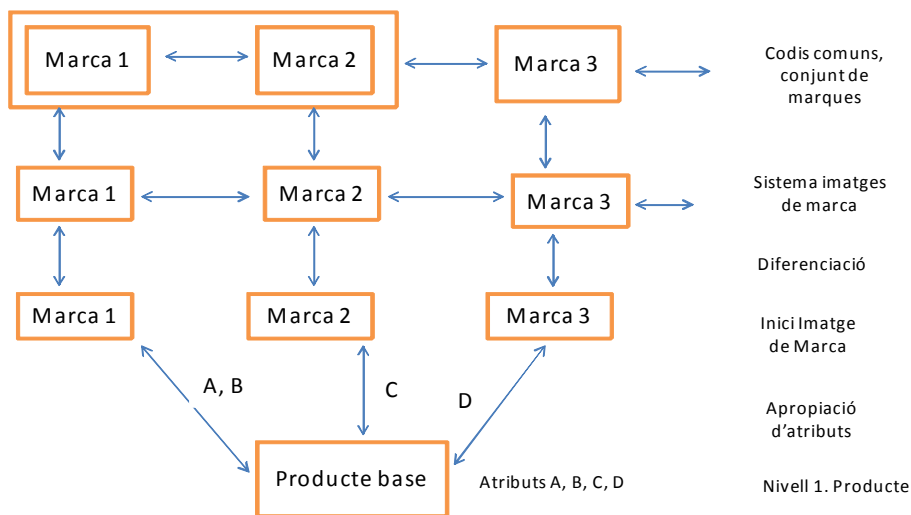 Marca 1
Marca 2
Marca 3
Codis comuns,
conjunt de
marques
Marca 1
Marca 2
Marca 3
Sistema imatges
de marca
Diferenciació
Marca 1
Marca 2
Marca 3
Inici Imatge
de Marca
A, B
C
D
Apropiació
d'atributs
Producte base
Atributs A, B, C, D
Nivell 1. Producte